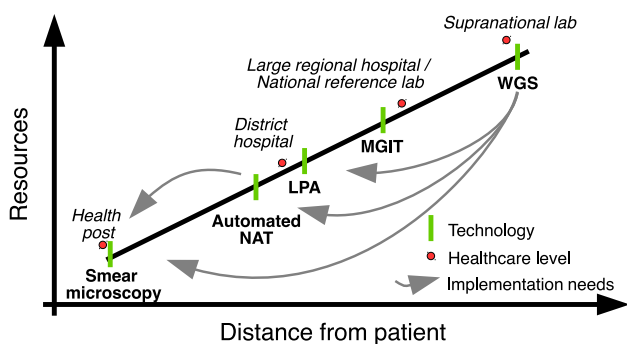 Supranational lab
WGS
Large regional hospital /
National reference lab
MGIT
District
hospital
LPA
Automated
NAT
Health
post
Smear
microscopy
Technology
Healthcare level
Implementation needs
Resources
Distance from patient